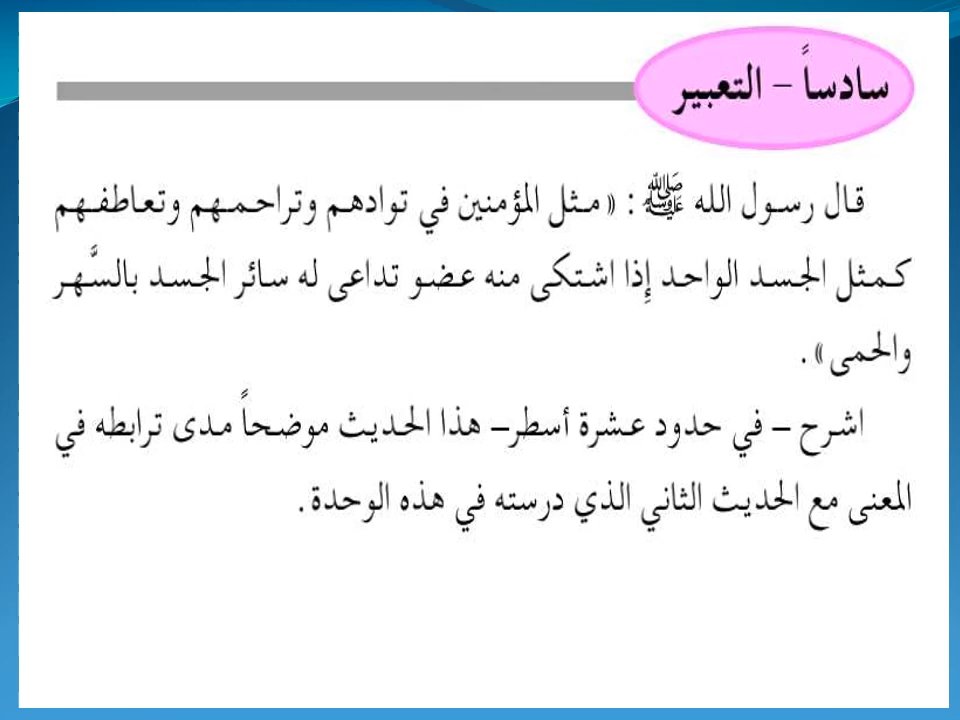 سادساً – التعبير
قال رسول الله ﷺ : «مثل المؤمنين في توادهم وتراحمهم وتعاطفهم
كمثل الجسد الواحد إِذا اشتكى منه عضو تداعى له سائر الجسد بالسَّهر
والحمى» .
اشرح – في حدود عشرة أسطر– هذا الحديث موضحاً مدى ترابطه في
المعنى مع الحديث الثاني الذي درسته في هذه الوحدة .